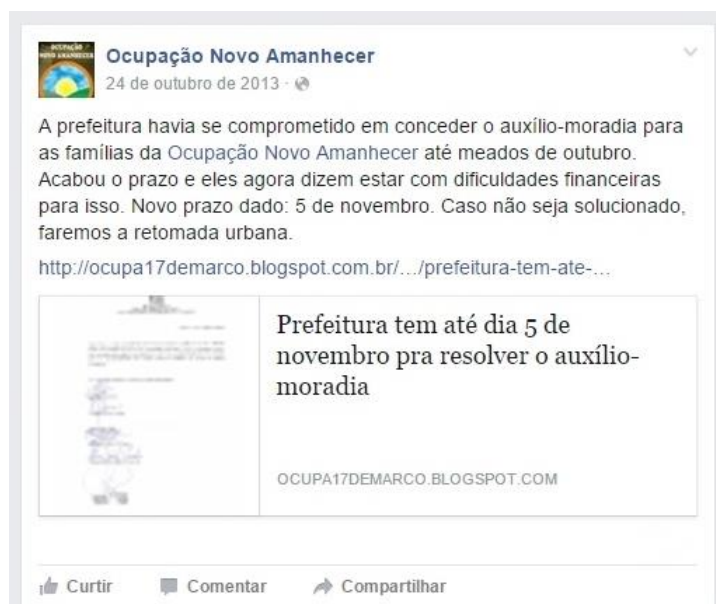 OCUPAÇÃO
NOVO AMANHECER
Ocupação Novo Amanhecer
24 de outubro de 2013 ·
A prefeitura havia se comprometido em conceder o auxílio-moradia para
as famílias da Ocupação Novo Amanhecer até meados de outubro.
Acabou o prazo e eles agora dizem estar com dificuldades financeiras
para isso. Novo prazo dado: 5 de novembro. Caso não seja solucionado,
faremos a retomada urbana.
http://ocupa17demarco.blogspot.com.br/.../prefeitura-tem-ate-...
Prefeitura tem até dia 5 de
novembro pra resolver o auxílio-
moradia
OCUPA17DEMARCO.BLOGSPOT.COM
Curtir Comentar Compartilhar